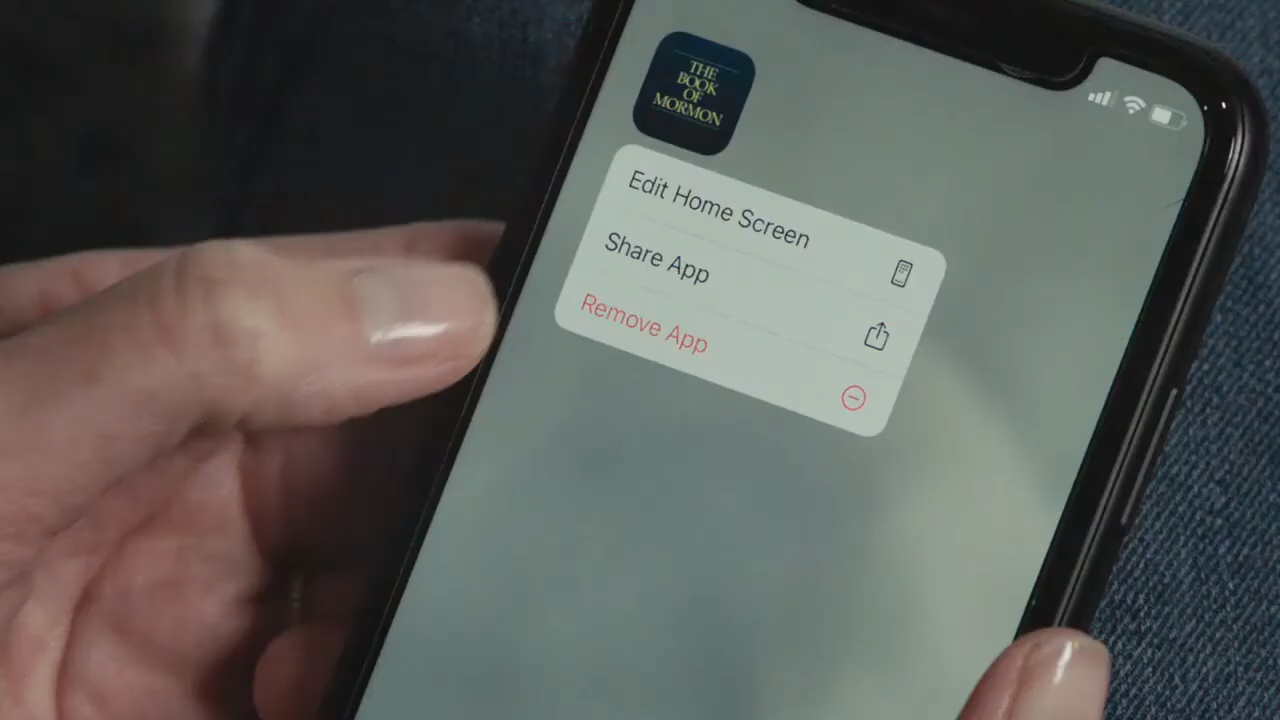 THE
BOOK
OF
MORMON
Edit Home Screen
Share App
Remove App